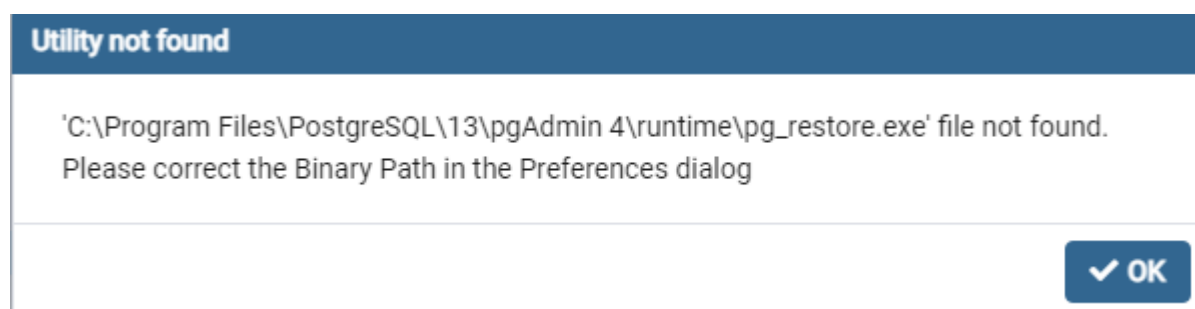 Utility not found
'C:\Program Files\PostgreSQL\13\pgAdmin 4\runtime\pg_restore.exe' file not found.
Please correct the Binary Path in the Preferences dialog
OK